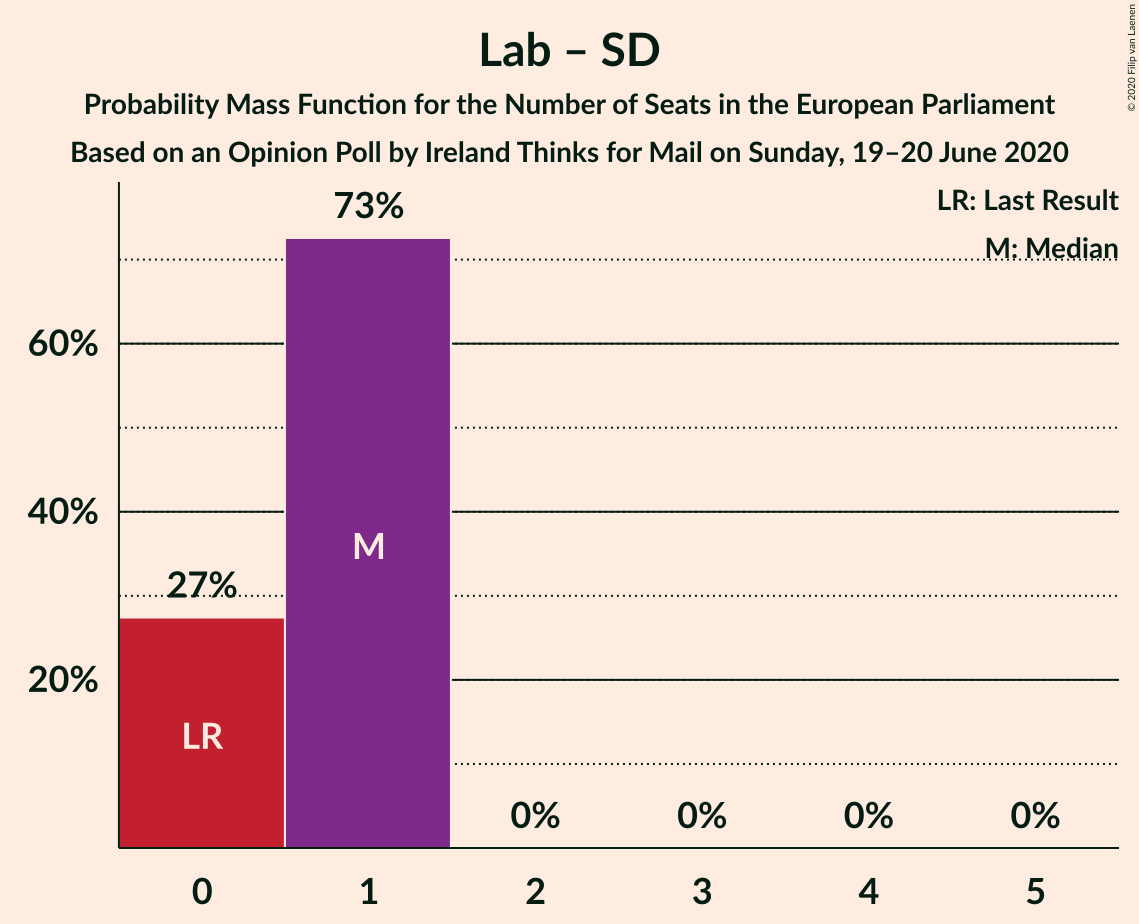 Lab – SD
Probability Mass Function for the Number of Seats in the European Parliament
Based on an Opinion Poll by Ireland Thinks for Mail on Sunday, 19–20 June 2020
© 2020 Filip van Laenen
LR: Last Result
M: Median
73%
60%
40%
M
27%
20%
LR
0% 0% 0% 0%
0 1 2 3 4 5